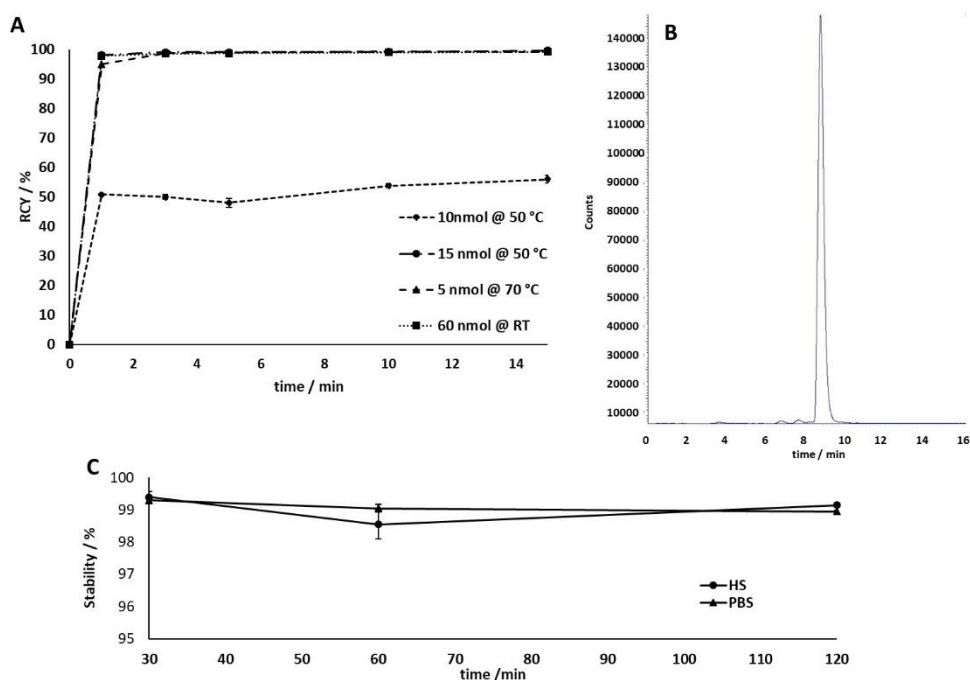 A
100
90
80
70
60
50
40
30
20
10
0
RCY / %
0 2 4 6 8 10 12 14
time / min
10nmol @ 50 °C
15 nmol @ 50 °C
5 nmol @ 70 °C
60 nmol @ RT
B
140000
130000
120000
110000
100000
90000
80000
70000
60000
50000
40000
30000
20000
10000
Counts
0 2 4 6 8 10 12 14 16
time / min
C
100
99
98
97
96
95
Stability / %
HS
PBS
30 40 50 60 70 80 90 100 110 120
time /min